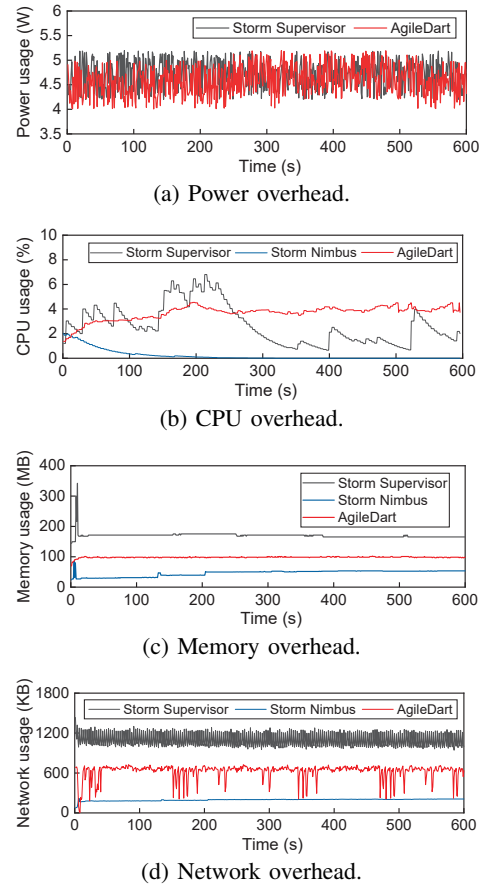 Power usage (W)
6
5.5
5
4.5
4
3.5
Storm Supervisor AgileDart
0 100 200 300 400 500 600
Time (s)
(a) Power overhead.
CPU usage (%)
10
8
6
4
2
0
Storm Supervisor Storm Nimbus AgileDart
0 100 200 300 400 500 600
Time (s)
(b) CPU overhead.
Memory usage (MB)
400
300
200
100
0
Storm Supervisor
Storm Nimbus
AgileDart
0 100 200 300 400 500 600
Time (s)
(c) Memory overhead.
Network usage (KB)
1800
1200
600
0
Storm Supervisor Storm Nimbus AgileDart
0 100 200 300 400 500 600
Time (s)
(d) Network overhead.